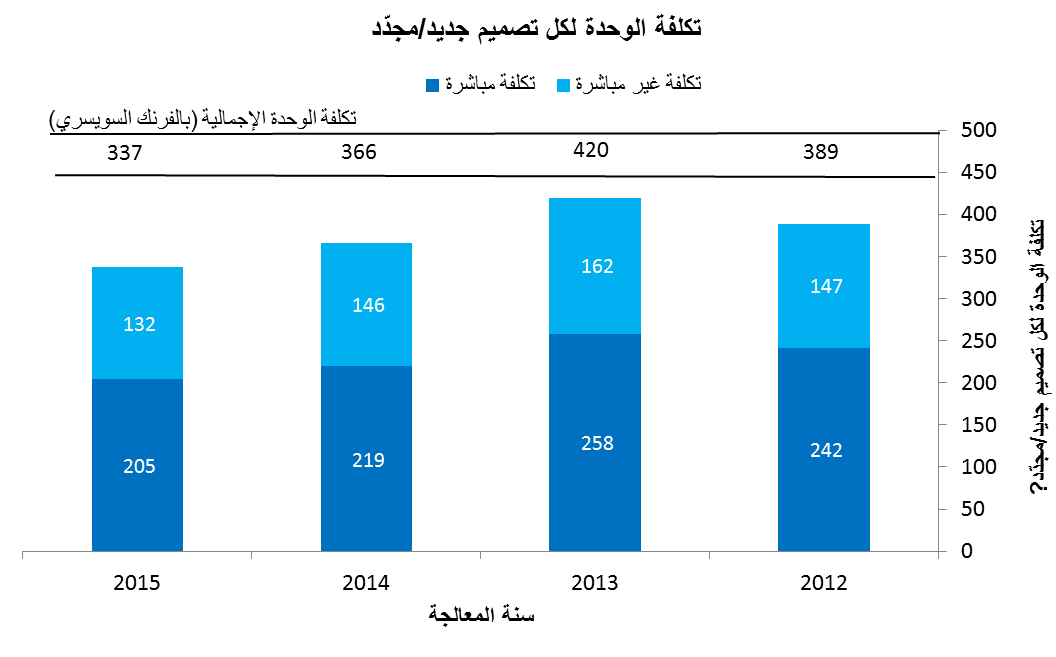 تكلفة الوحدة لكل تصميم جديد/مجدّد
تكلفة غير مباشرة
تكلفة مباشرة
تكلفة الوحدة الإجمالية (بالفرنك السويسري)
389 420 366 337
500
450
400
350
300
250
200
150
100
50
0
تكلفة الوحدة لكل تصميم جديد/مجدّد?
147 162 146 132
242 258 219 205
2012 2013 2014 2015
سنة المعالجة